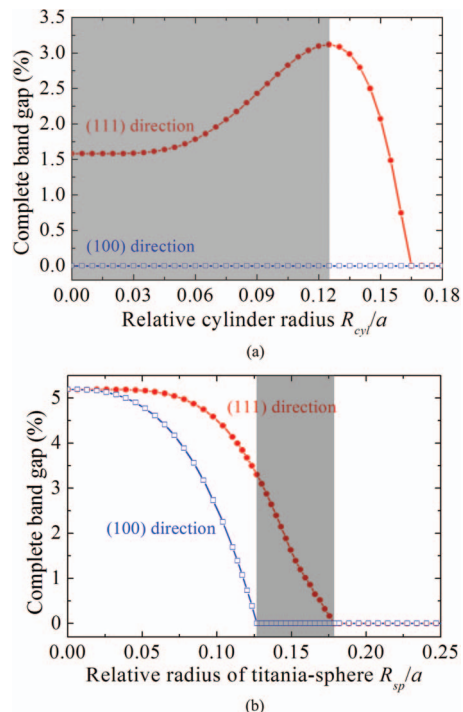 3.5
3.0
2.5
2.0
1.5
1.0
0.5
0.0
Complete band gap (%)
(111) direction
(100) direction
0.00 0.03 0.06 0.09 0.12 0.15 0.18
Relative cylinder radius R_cyl/a
(a)
5
4
3
2
1
0
Complete band gap (%)
(111) direction
(100) direction
0.00 0.05 0.10 0.15 0.20 0.25
Relative radius of titania-sphere R_sp/a
(b)